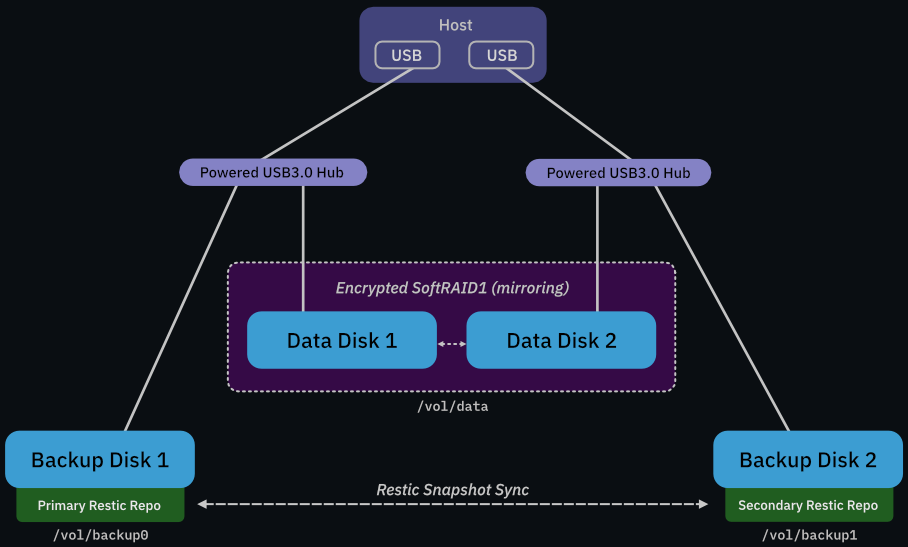 Host
USB
USB
Powered USB3.0 Hub
Powered USB3.0 Hub
Encrypted SoftRAID1 (mirroring)
Data Disk 1
Data Disk 2
/vol/data
Backup Disk 1
Backup Disk 2
Restic Snapshot Sync
Primary Restic Repo
Secondary Restic Repo
/vol/backup0
/vol/backup1